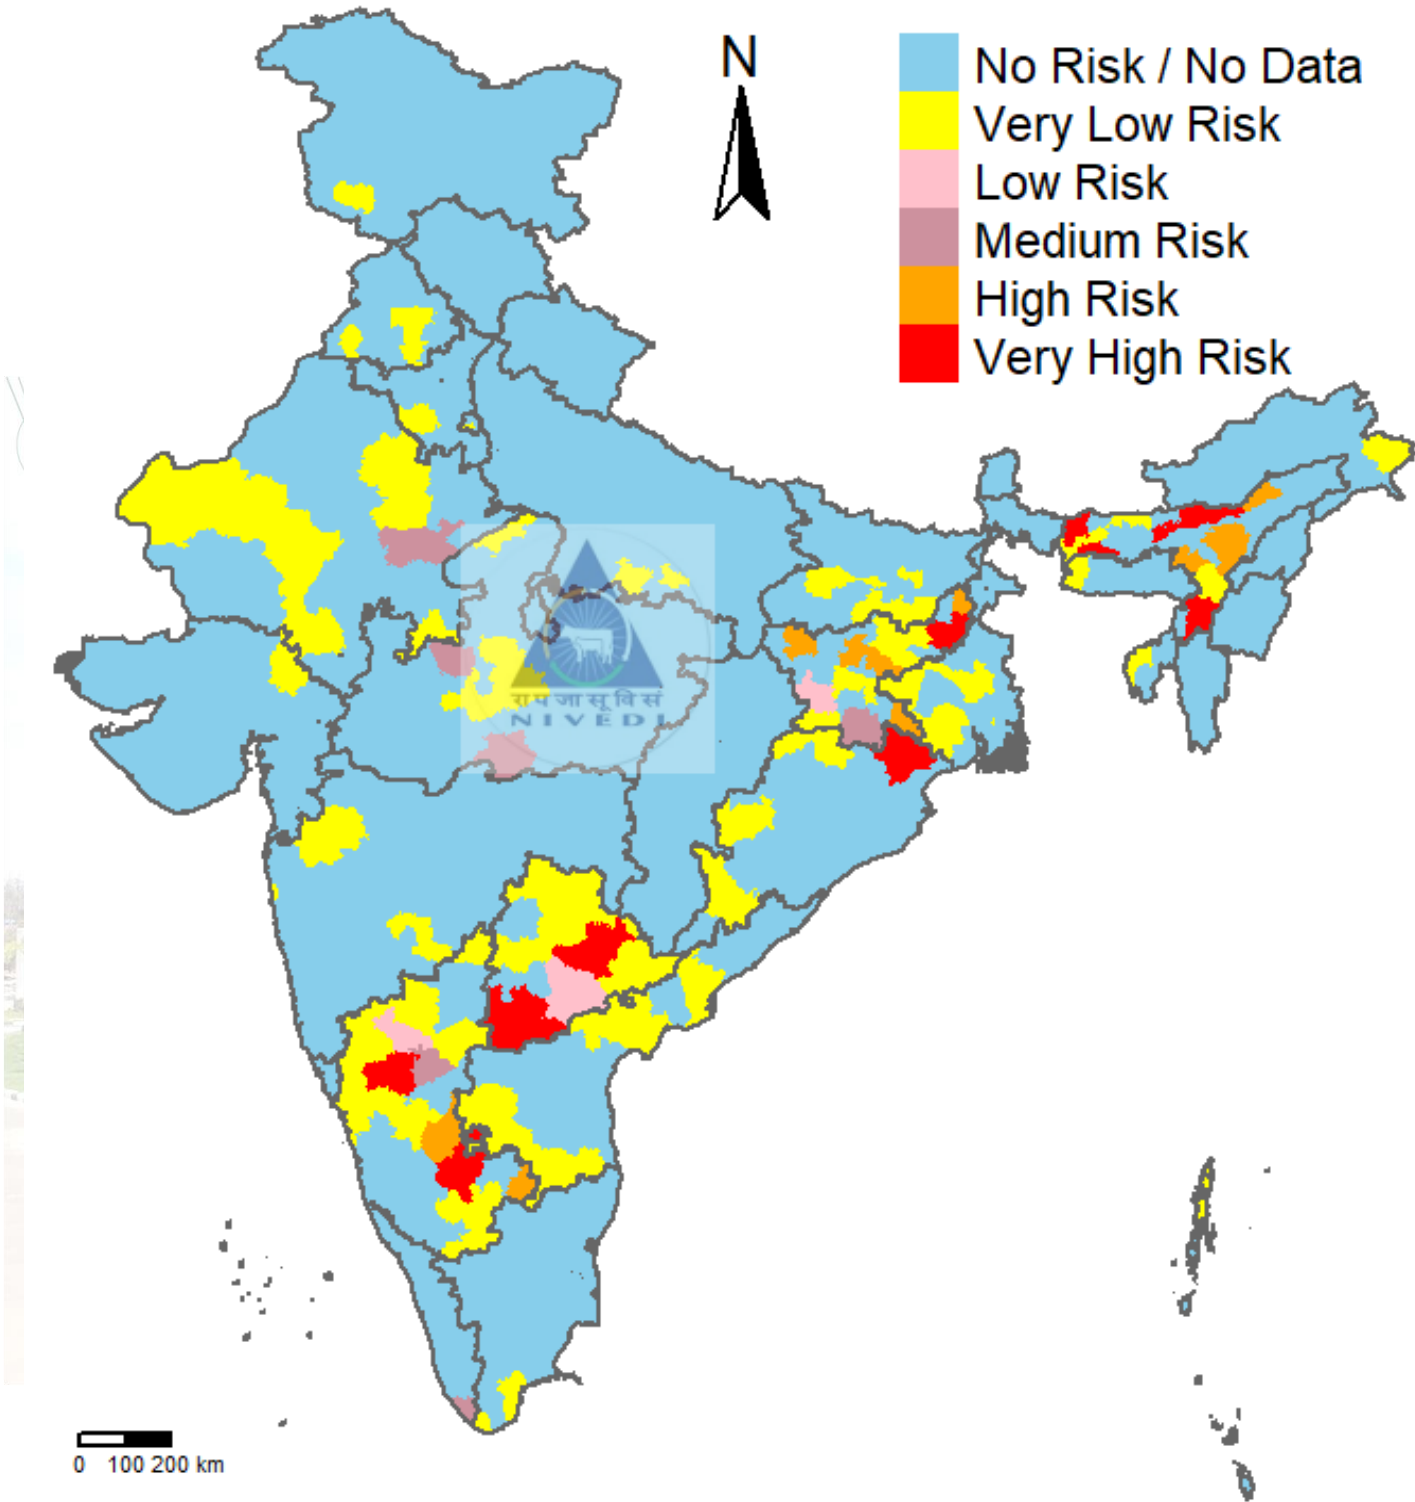 N
No Risk / No Data
Very Low Risk
Low Risk
Medium Risk
High Risk
Very High Risk
रा प जा सू वि सं
NIVEDI
0 100 200 km